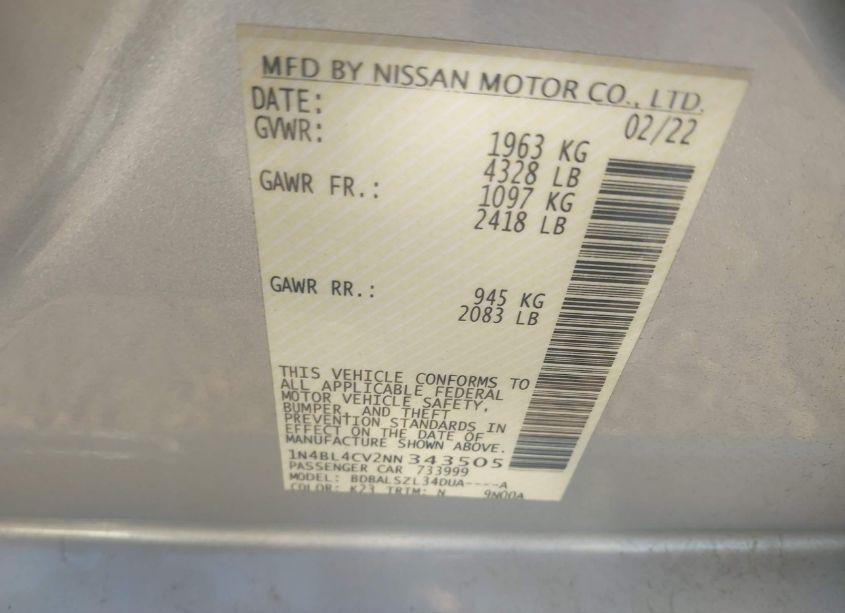 MFD BY NISSAN MOTOR CO., LTD.
DATE: 02/22
GVWR: 1963 KG
4328 LB
GAWR FR.: 1097 KG
2418 LB
GAWR RR.: 945 KG
2083 LB
THIS VEHICLE CONFORMS TO
ALL APPLICABLE FEDERAL
MOTOR VEHICLE SAFETY,
BUMPER, AND THEFT
PREVENTION STANDARDS IN
EFFECT ON THE DATE OF
MANUFACTURE SHOWN ABOVE.
1N4BL4CV2NN343505
PASSENGER CAR 733999
MODEL: BDBALSZL34DUA----A
COLOR: K23 TRIM: N 9N00A